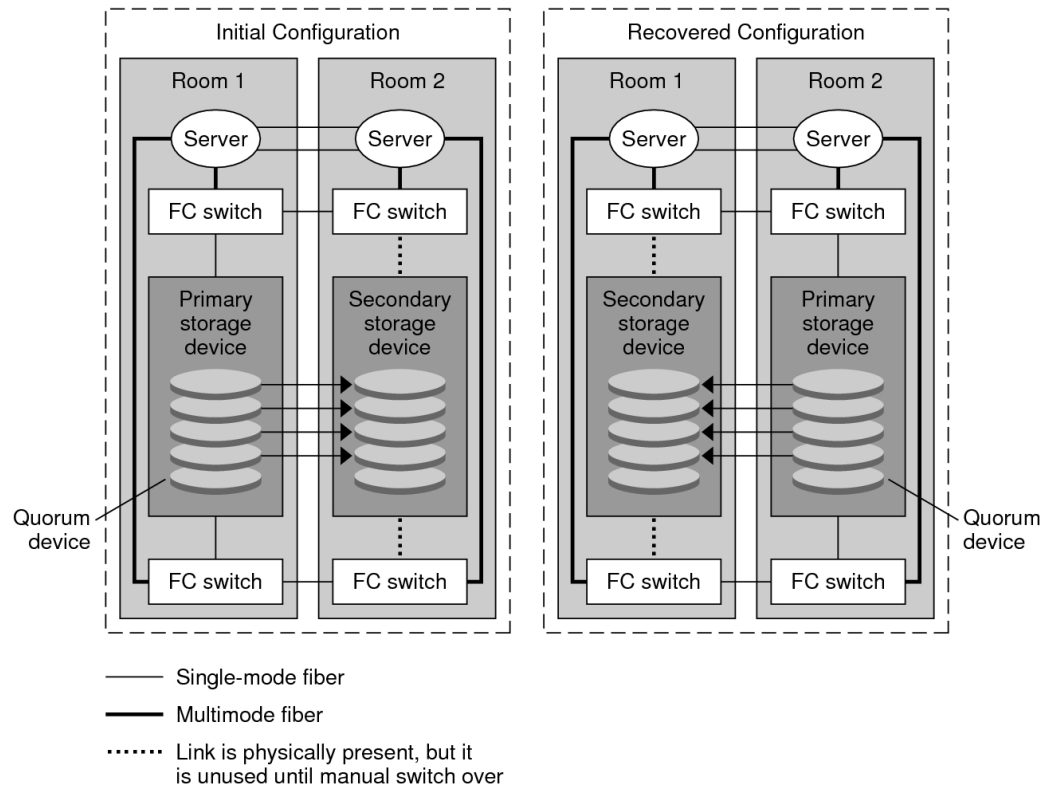 Initial Configuration
Room 1
Room 2
Server
Server
FC switch
FC switch
Primary
storage
device
Secondary
storage
device
Quorum
device
FC switch
FC switch
Recovered Configuration
Room 1
Room 2
Server
Server
FC switch
FC switch
Secondary
storage
device
Primary
storage
device
Quorum
device
FC switch
FC switch
Single-mode fiber
Multimode fiber
Link is physically present, but it
is unused until manual switch over